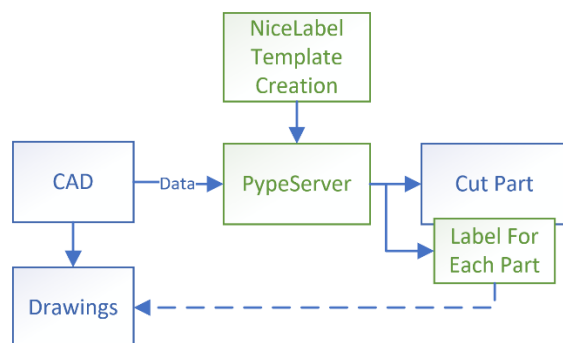 NiceLabel
Template
Creation
CAD
Data
PypeServer
Cut Part
Label For
Each Part
Drawings